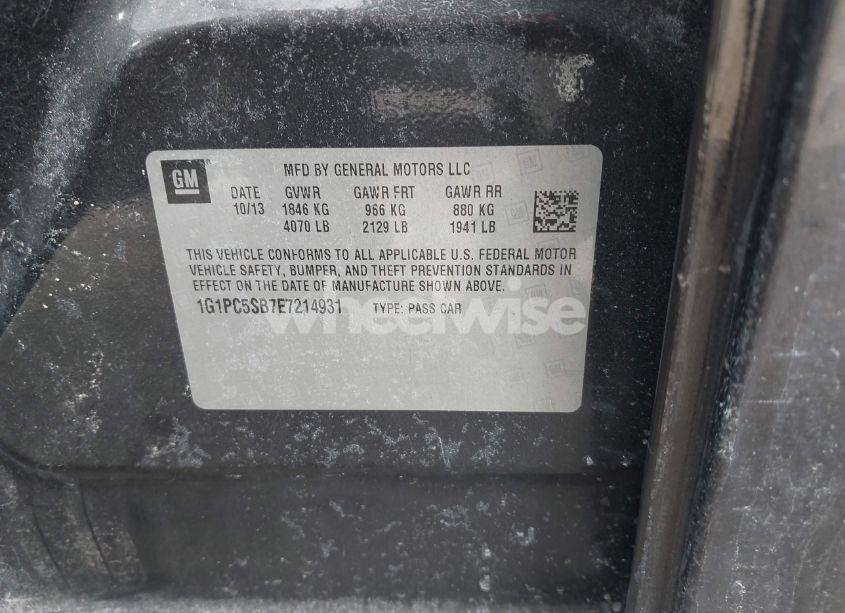 GM
MFD BY GENERAL MOTORS LLC
DATE GVWR GAWR FRT GAWR RR
10/13 1846 KG 966 KG 880 KG
4070 LB 2129 LB 1941 LB
THIS VEHICLE CONFORMS TO ALL APPLICABLE U.S. FEDERAL MOTOR
VEHICLE SAFETY, BUMPER, AND THEFT PREVENTION STANDARDS IN
EFFECT ON THE DATE OF MANUFACTURE SHOWN ABOVE.
1G1PC5SB7E7214931 TYPE: PASS CAR
wheelwise